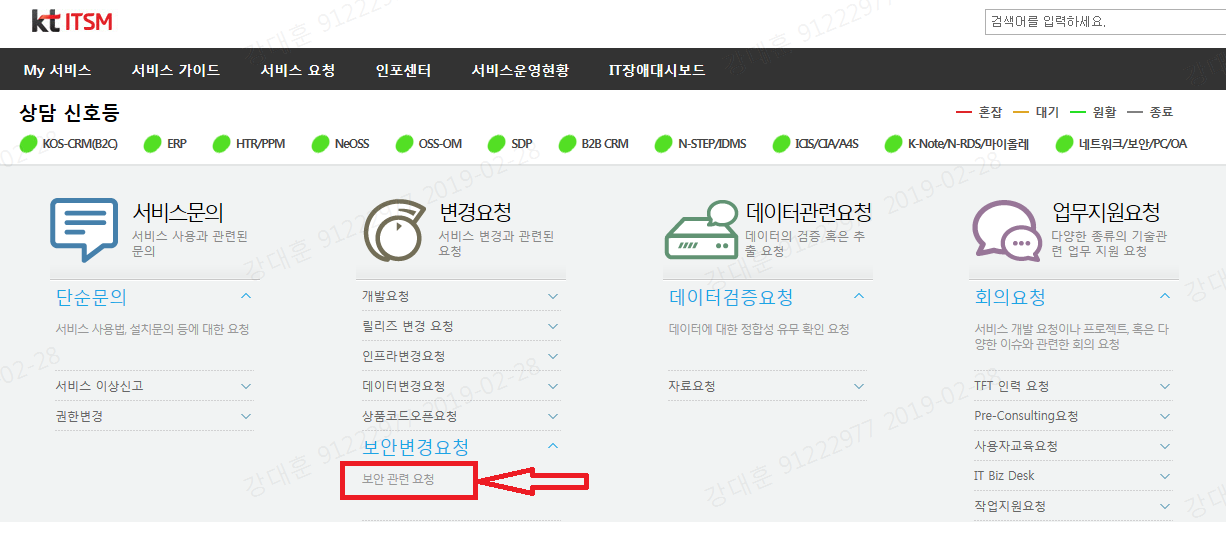 kt ITSM
검색어를 입력하세요.
My 서비스 서비스 가이드 서비스 요청 인포센터 서비스운영현황 IT장애대시보드
상담 신호등
혼잡 대기 원활 종료
KOS-CRM(B2C) ERP HTR/PPM NeOSS OSS-OM SDP B2B CRM N-STEP/IDMS ICIS/CIA/A4S K-Note/N-RDS/마이올레 네트워크/보안/PC/OA
서비스문의
서비스 사용과 관련된
문의
단순문의
서비스 사용법, 설치문의 등에 대한 요청
서비스 이상신고
권한변경
변경요청
서비스 변경과 관련된
요청
개발요청
릴리즈 변경 요청
인프라변경요청
데이터변경요청
상품코드오픈요청
보안변경요청
보안 관련 요청
데이터관련요청
데이터의 검증 혹은 추
출 요청
데이터검증요청
데이터에 대한 정합성 유무 확인 요청
자료요청
업무지원요청
다양한 종류의 기술관
련 업무 지원 요청
회의요청
서비스 개발 요청이나 프로젝트, 혹은 다
양한 이슈와 관련한 회의 요청
TFT 인력 요청
Pre-Consulting요청
사용자교육요청
IT Biz Desk
작업지원요청
강대훈 91222977 2019-02-28